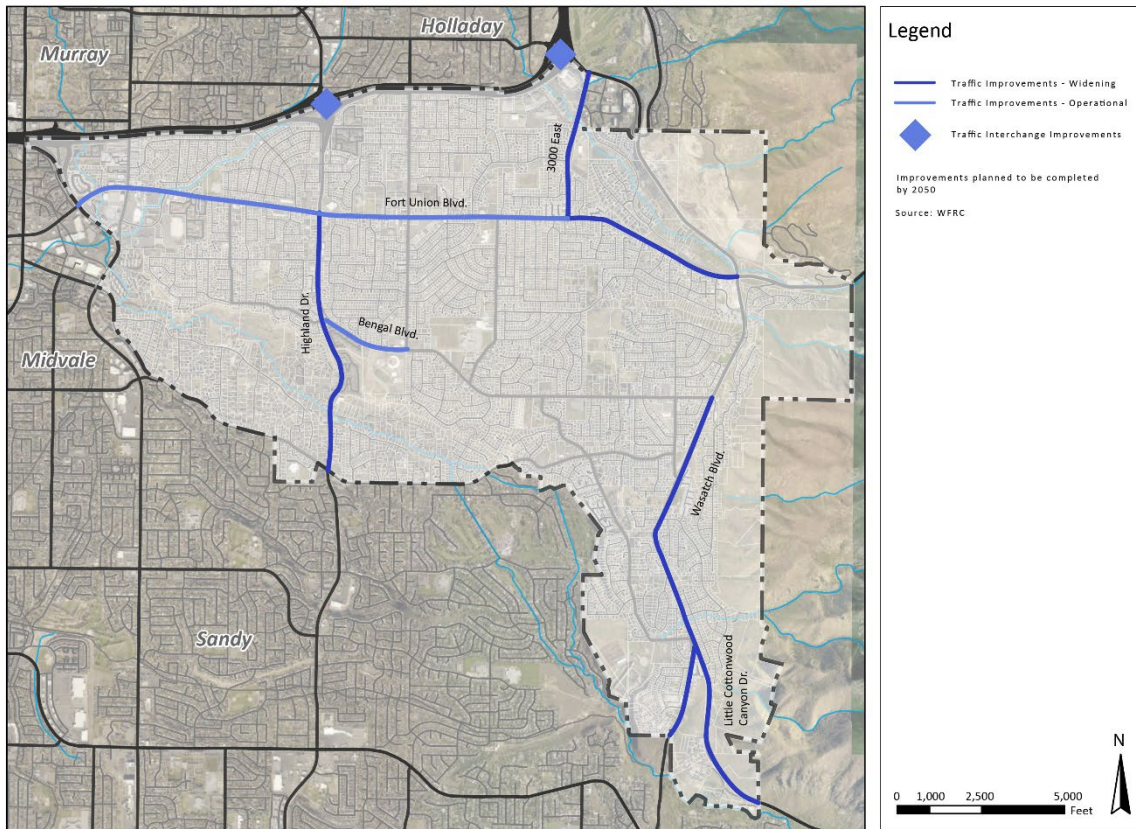 Murray
Holladay
Midvale
Sandy
3000 East
Fort Union Blvd.
Highland Dr.
Bengal Blvd.
Wasatch Blvd.
Little Cottonwood
Canyon Dr.
Legend
Traffic Improvements - Widening
Traffic Improvements - Operational
Traffic Interchange Improvements
Improvements planned to be completed
by 2050
Source: WFRC
N
0 1,000 2,500 5,000
Feet